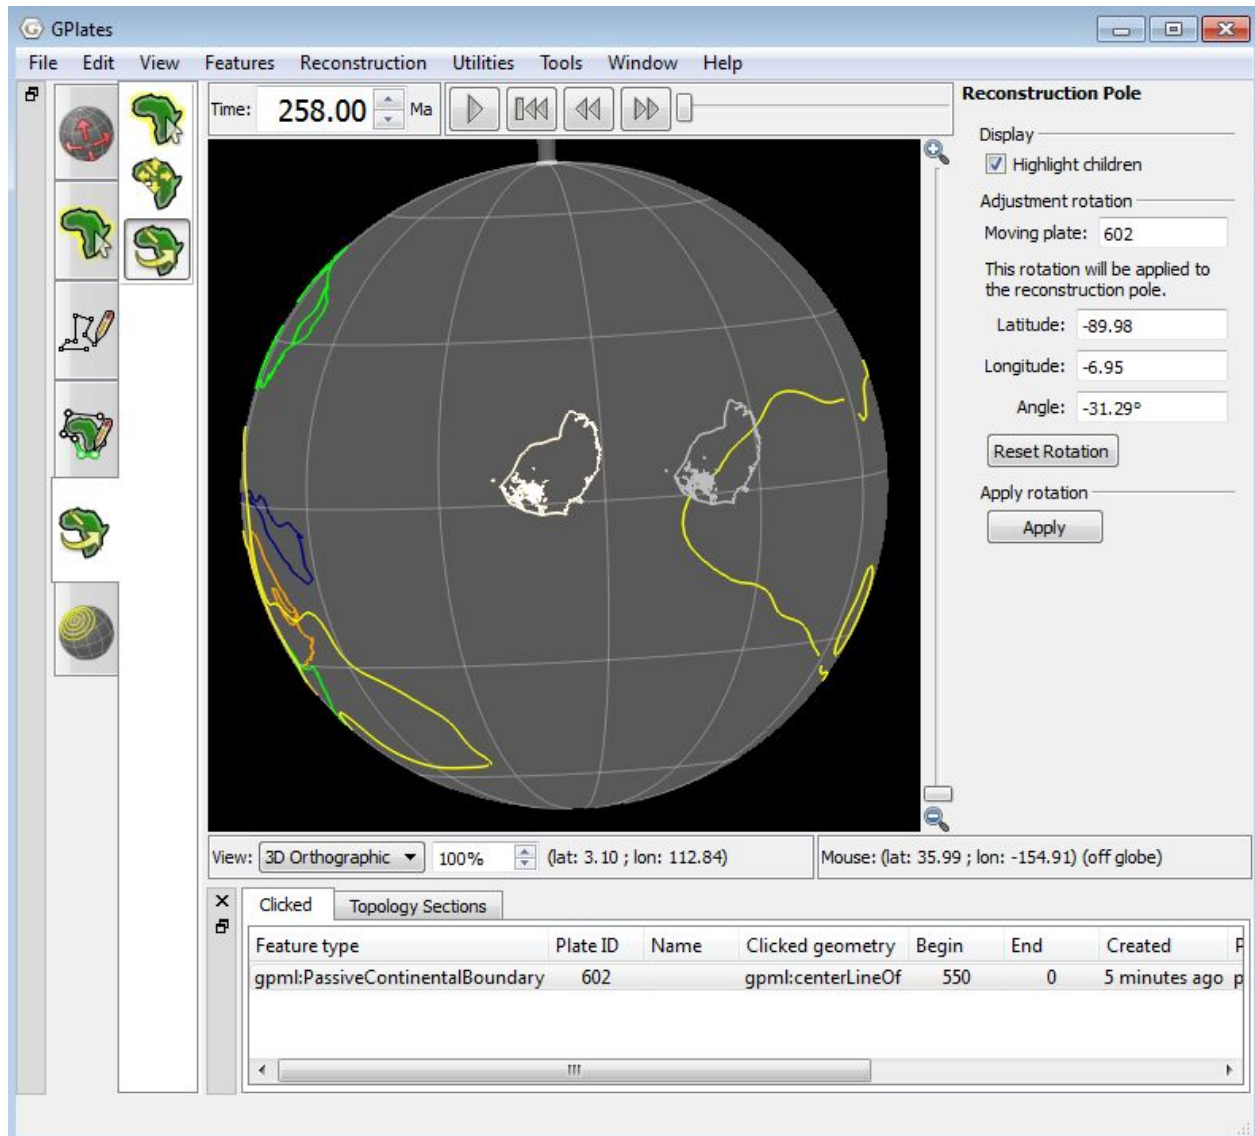 GPlates
File Edit View Features Reconstruction Utilities Tools Window Help
Time: 258.00 Ma
Reconstruction Pole
Display
Highlight children
Adjustment rotation
Moving plate: 602
This rotation will be applied to
the reconstruction pole.
Latitude: -89.98
Longitude: -6.95
Angle: -31.29°
Reset Rotation
Apply rotation
Apply
View: 3D Orthographic 100% (lat: 3.10 ; lon: 112.84) Mouse: (lat: 35.99 ; lon: -154.91) (off globe)
Clicked Topology Sections
Feature type Plate ID Name Clicked geometry Begin End Created P
gpml:PassiveContinentalBoundary 602 gpml:centerLineOf 550 0 5 minutes ago p